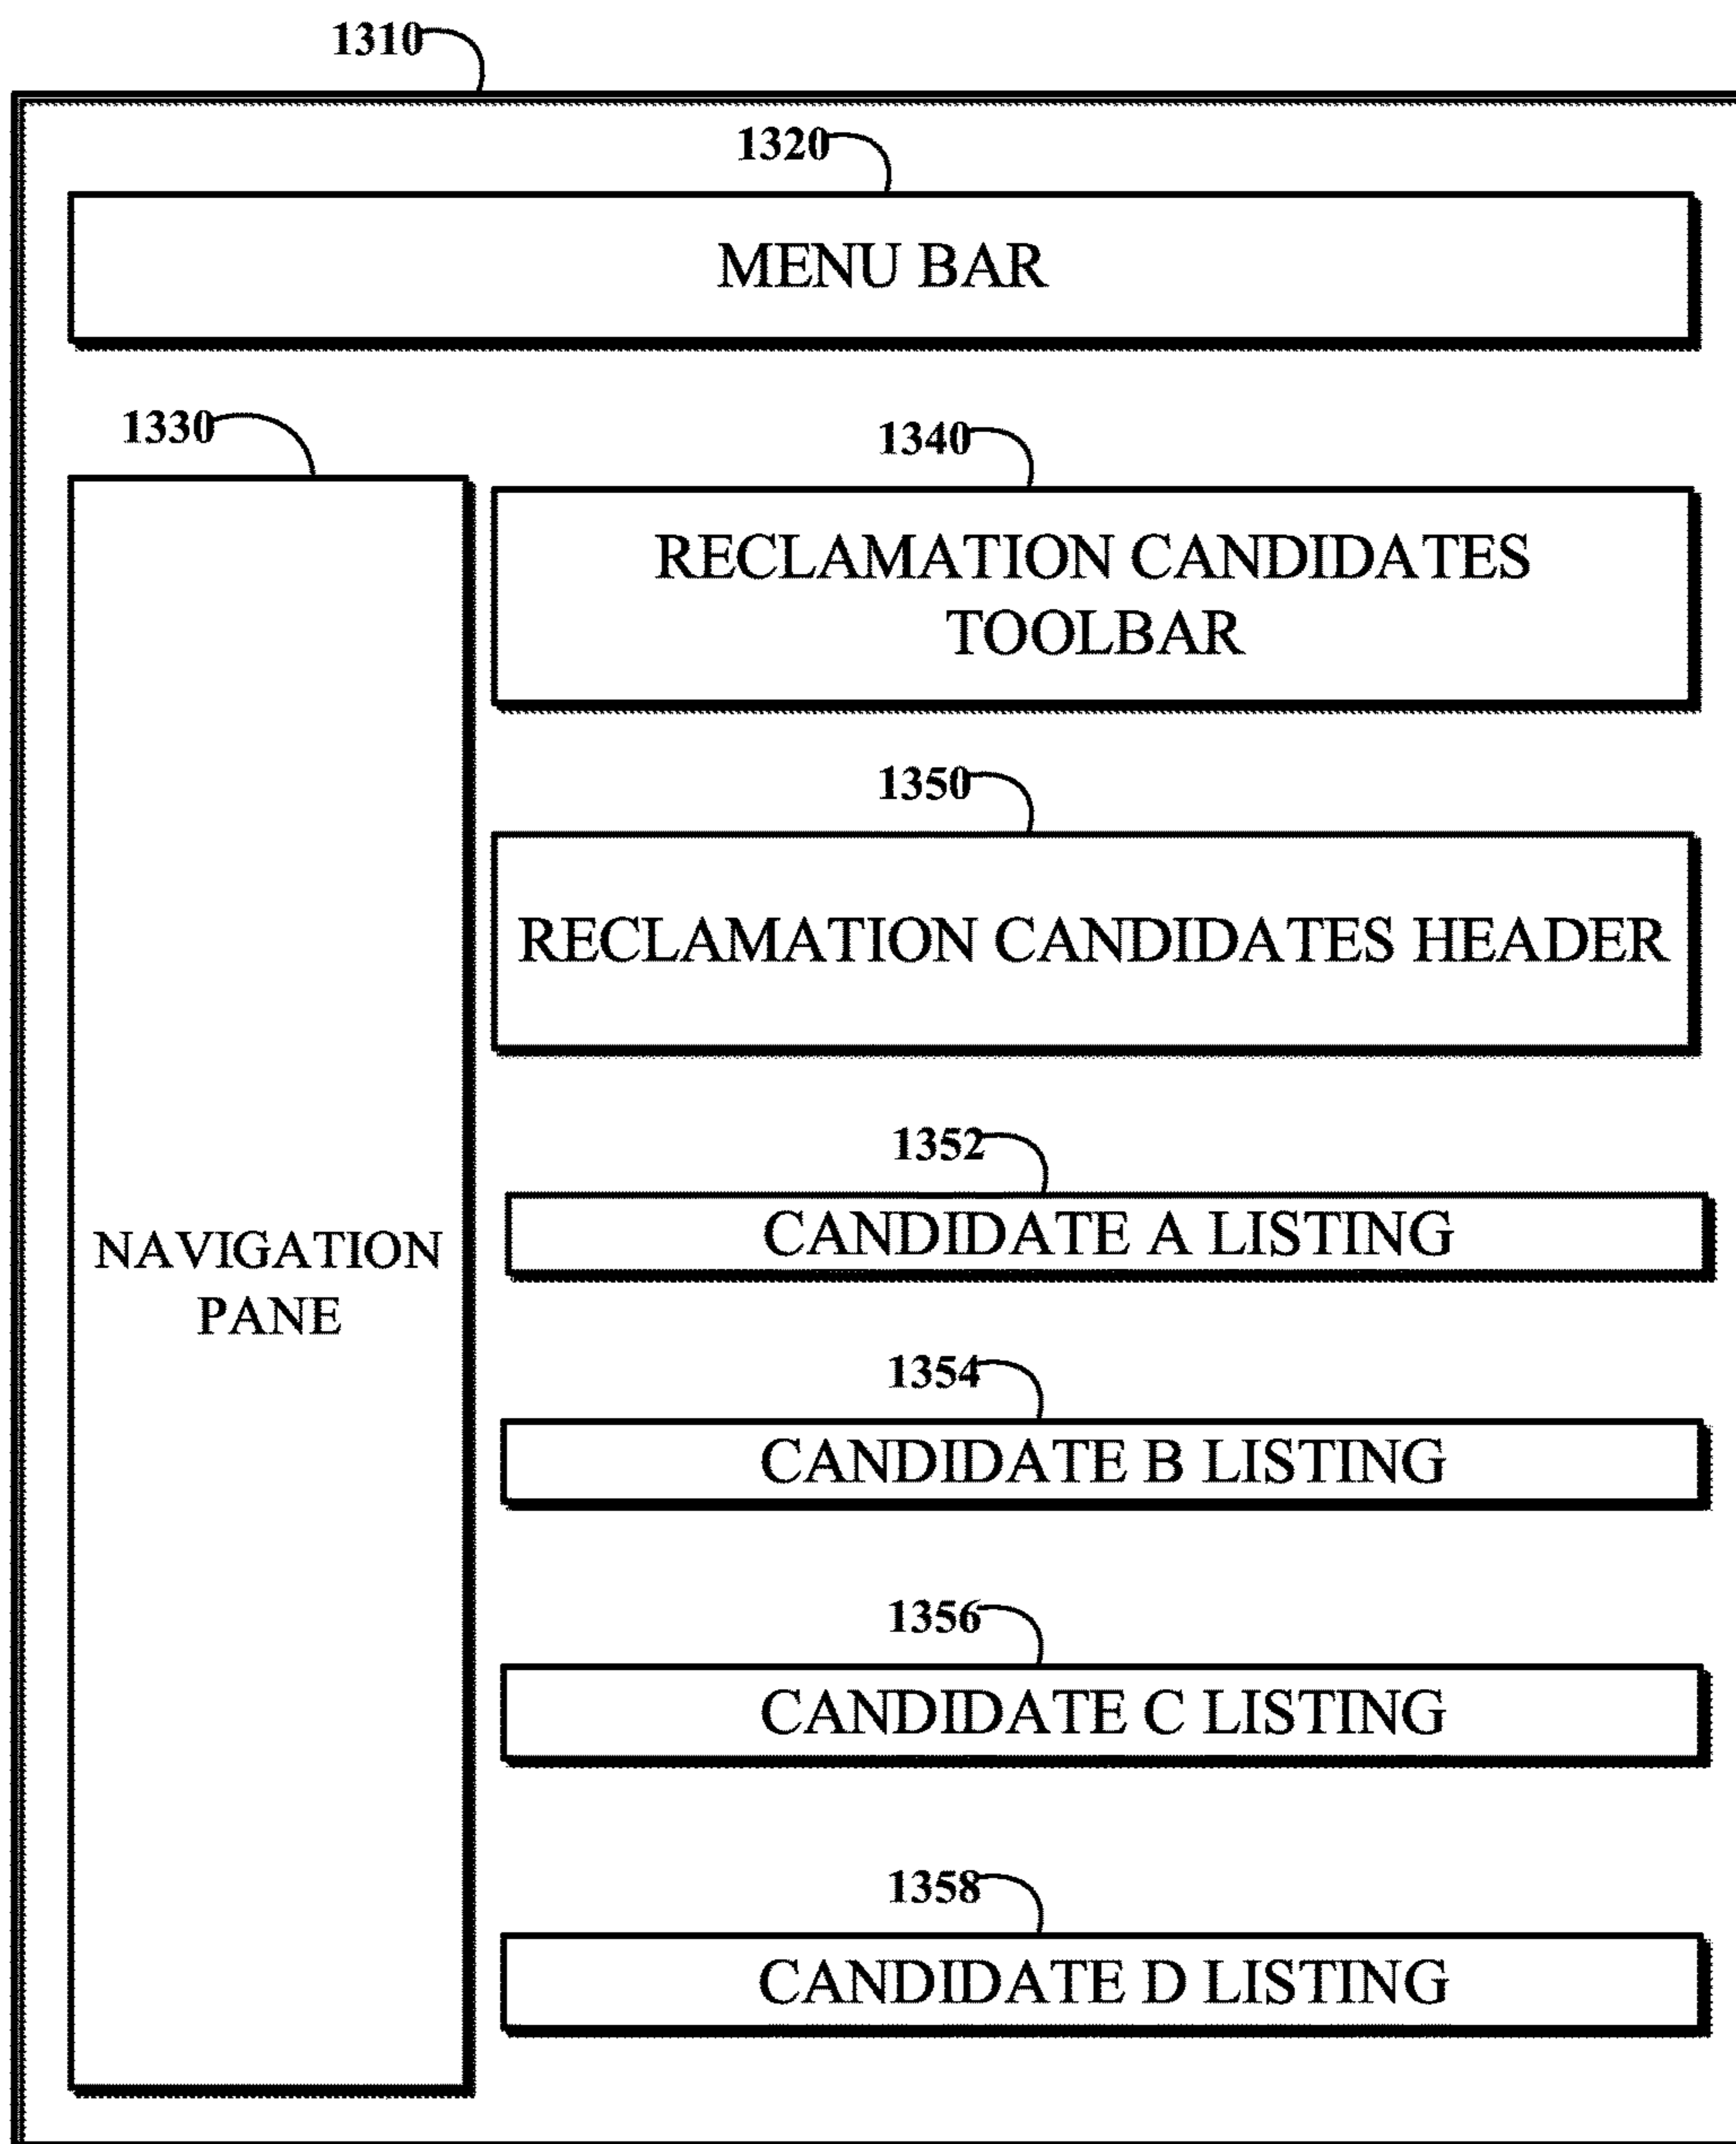 1310
1320
MENU BAR
1330
NAVIGATION
PANE
1340
RECLAMATION CANDIDATES
TOOLBAR
1350
RECLAMATION CANDIDATES HEADER
1352
CANDIDATE A LISTING
1354
CANDIDATE B LISTING
1356
CANDIDATE C LISTING
1358
CANDIDATE D LISTING